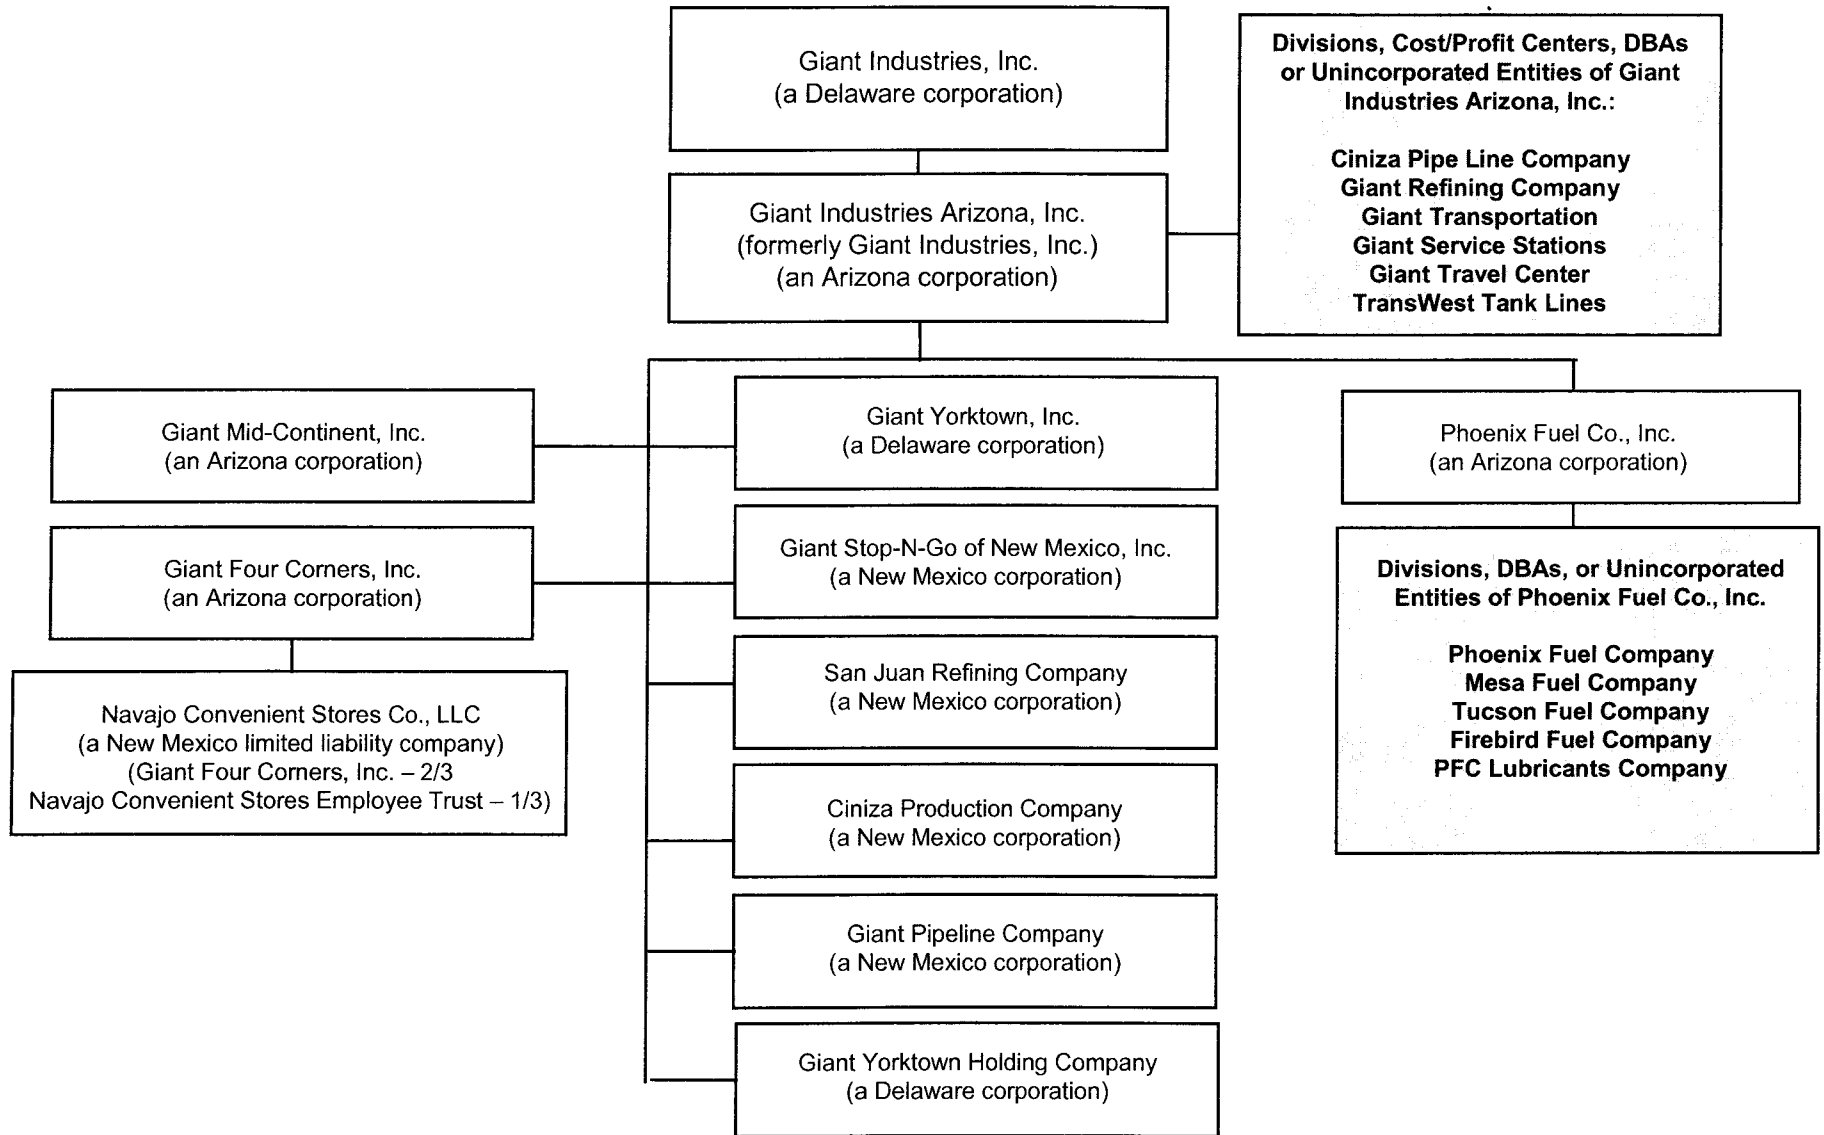 Giant Industries, Inc.
(a Delaware corporation)
Divisions, Cost/Profit Centers, DBAs
or Unincorporated Entities of Giant
Industries Arizona, Inc.:
Ciniza Pipe Line Company
Giant Refining Company
Giant Transportation
Giant Service Stations
Giant Travel Center
TransWest Tank Lines
Giant Industries Arizona, Inc.
(formerly Giant Industries, Inc.)
(an Arizona corporation)
Giant Mid-Continent, Inc.
(an Arizona corporation)
Giant Four Corners, Inc.
(an Arizona corporation)
Navajo Convenient Stores Co., LLC
(a New Mexico limited liability company)
(Giant Four Corners, Inc. – 2/3
Navajo Convenient Stores Employee Trust – 1/3)
Giant Yorktown, Inc.
(a Delaware corporation)
Giant Stop-N-Go of New Mexico, Inc.
(a New Mexico corporation)
San Juan Refining Company
(a New Mexico corporation)
Ciniza Production Company
(a New Mexico corporation)
Giant Pipeline Company
(a New Mexico corporation)
Giant Yorktown Holding Company
(a Delaware corporation)
Phoenix Fuel Co., Inc.
(an Arizona corporation)
Divisions, DBAs, or Unincorporated
Entities of Phoenix Fuel Co., Inc.
Phoenix Fuel Company
Mesa Fuel Company
Tucson Fuel Company
Firebird Fuel Company
PFC Lubricants Company